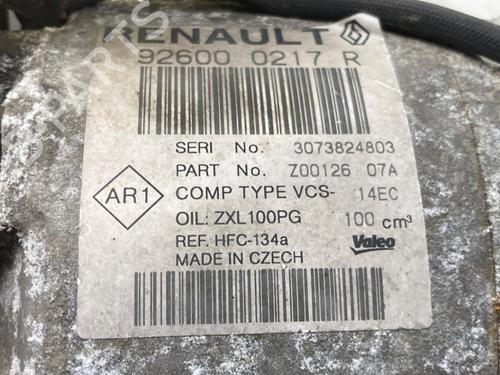 RENAULT
92600 0217 R
SERI No. 3073824803
PART No. Z00126 07A
COMP TYPE VCS- 14EC
AR1
OIL: ZXL100PG 100 cm³
REF. HFC-134a Valeo
MADE IN CZECH
PARTS